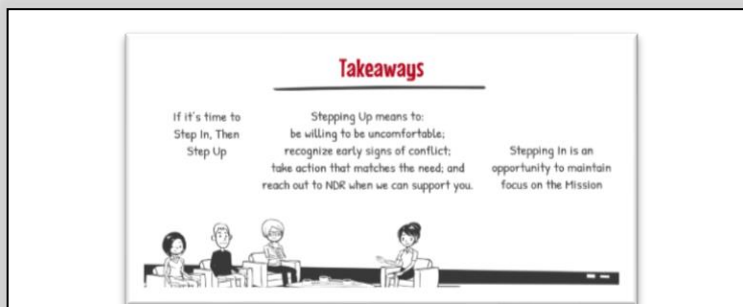 Takeaways
If it's time to
Step In, Then
Step Up
Stepping Up means to:
be willing to be uncomfortable;
recognize early signs of conflict;
take action that matches the need; and
reach out to NDR when we can support you.
Stepping In is an
opportunity to maintain
focus on the Mission